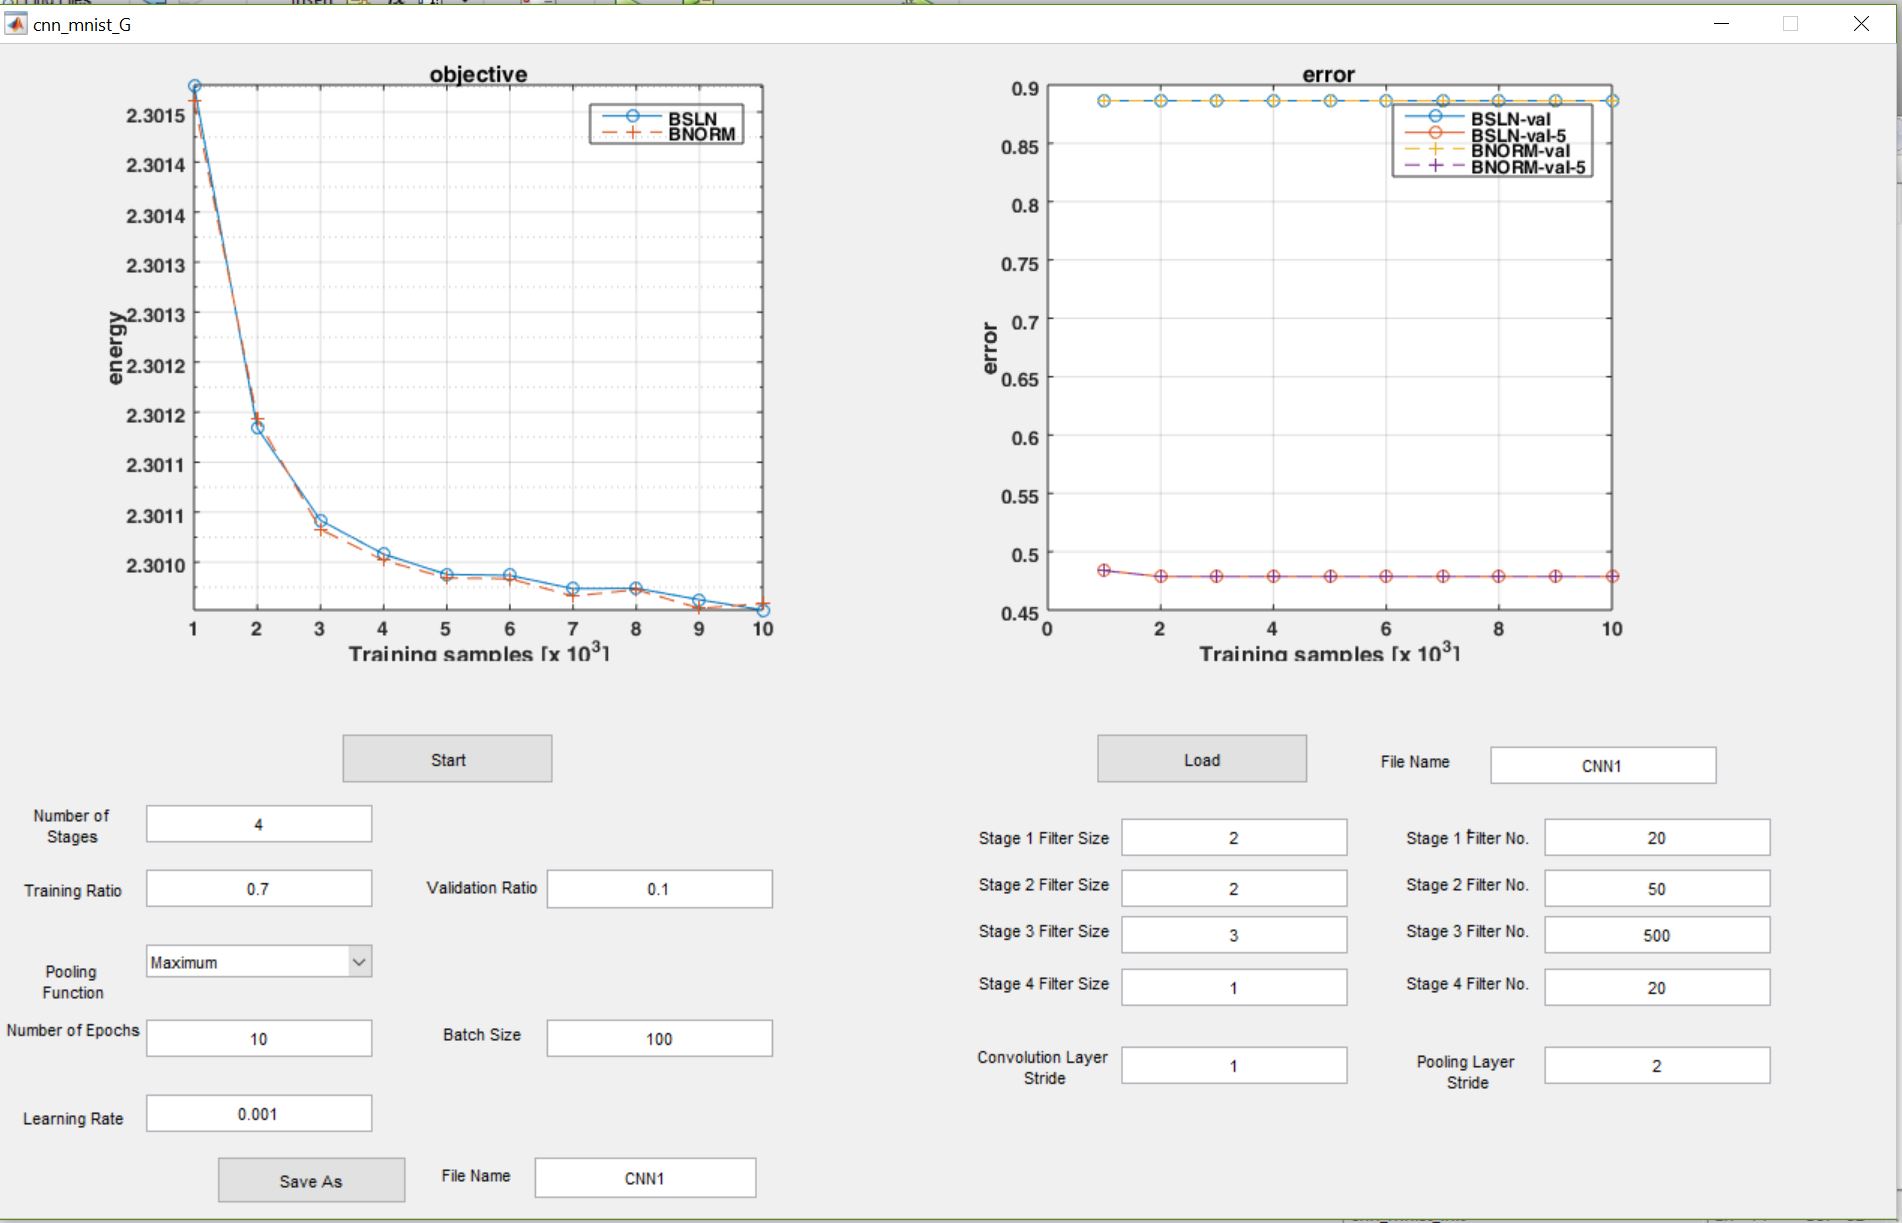 cnn_mnist_G
objective
2.3015
2.3014
2.3014
2.3013
2.3013
2.3012
2.3012
2.3011
2.3011
2.3010
energy
BSLN
BNORM
1 2 3 4 5 6 7 8 9 10
Training samples [x 10³]
error
0.9
0.85
0.8
0.75
0.7
0.65
0.6
0.55
0.5
0.45
error
BSLN-val
BSLN-val-5
BNORM-val
BNORM-val-5
0 2 4 6 8 10
Training samples [x 10³]
Start
Load
File Name
CNN1
Number of
Stages
4
Training Ratio
0.7
Validation Ratio
0.1
Pooling
Function
Maximum
Number of Epochs
10
Batch Size
100
Learning Rate
0.001
Save As
File Name
CNN1
Stage 1 Filter Size
2
Stage 1 Filter No.
20
Stage 2 Filter Size
2
Stage 2 Filter No.
50
Stage 3 Filter Size
3
Stage 3 Filter No.
500
Stage 4 Filter Size
1
Stage 4 Filter No.
20
Convolution Layer
Stride
1
Pooling Layer
Stride
2